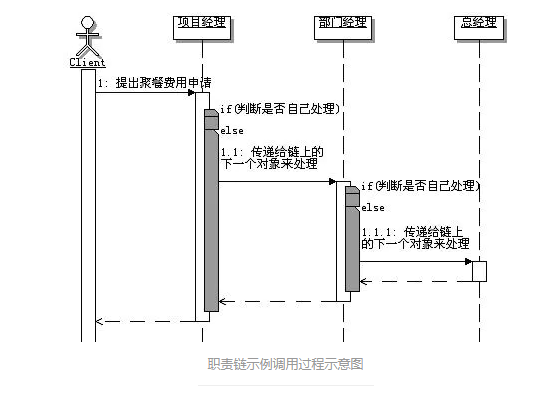 项目经理
部门经理
总经理
Client
1: 提出聚餐费用申请
if(判断是否自己处理)
else
1.1: 传递给链上的
下一个对象来处理
if(判断是否自己处理)
else
1.1.1: 传递给链上
的下一个对象来处理
职责链示例调用过程示意图